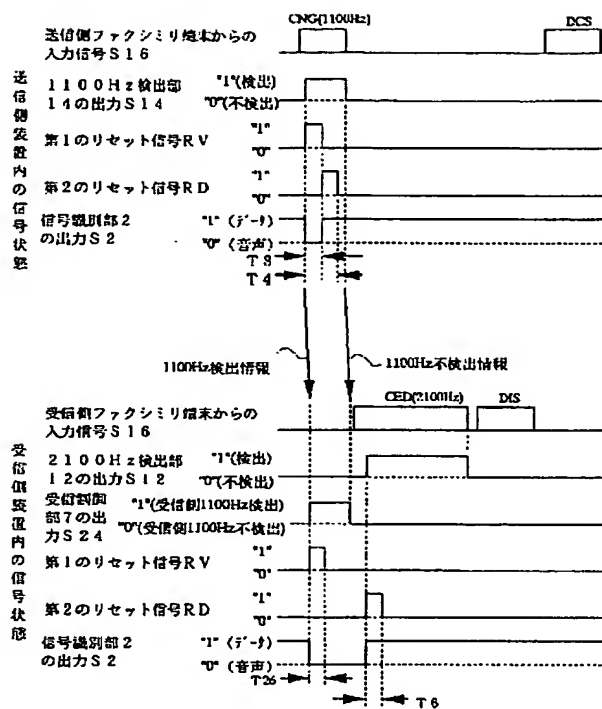 CNG(1100Hz)
DCS
送信側ファクシミリ端末からの
入力信号S16
送信側装置内の信号状態
1100Hz検出部
14の出力S14
"1"(検出)
"0"(不検出)
第1のリセット信号RV
"1"
"0"
第2のリセット信号RD
"1"
"0"
信号識別部2
の出力S2
"1"(データ)
"0"(音声)
T3
T4
1100Hz検出情報
1100Hz不検出情報
CED(2100Hz)
DIS
受信側ファクシミリ端末からの
入力信号S16
受信側装置内の信号状態
2100Hz検出部
12の出力S12
"1"(検出)
"0"(不検出)
受信制御
部7の出
力S24
"1"(受信側1100Hz検出)
"0"(受信側1100Hz不検出)
第1のリセット信号RV
"1"
"0"
第2のリセット信号RD
"1"
"0"
信号識別部2
の出力S2
"1"(データ)
"0"(音声)
T26
T6